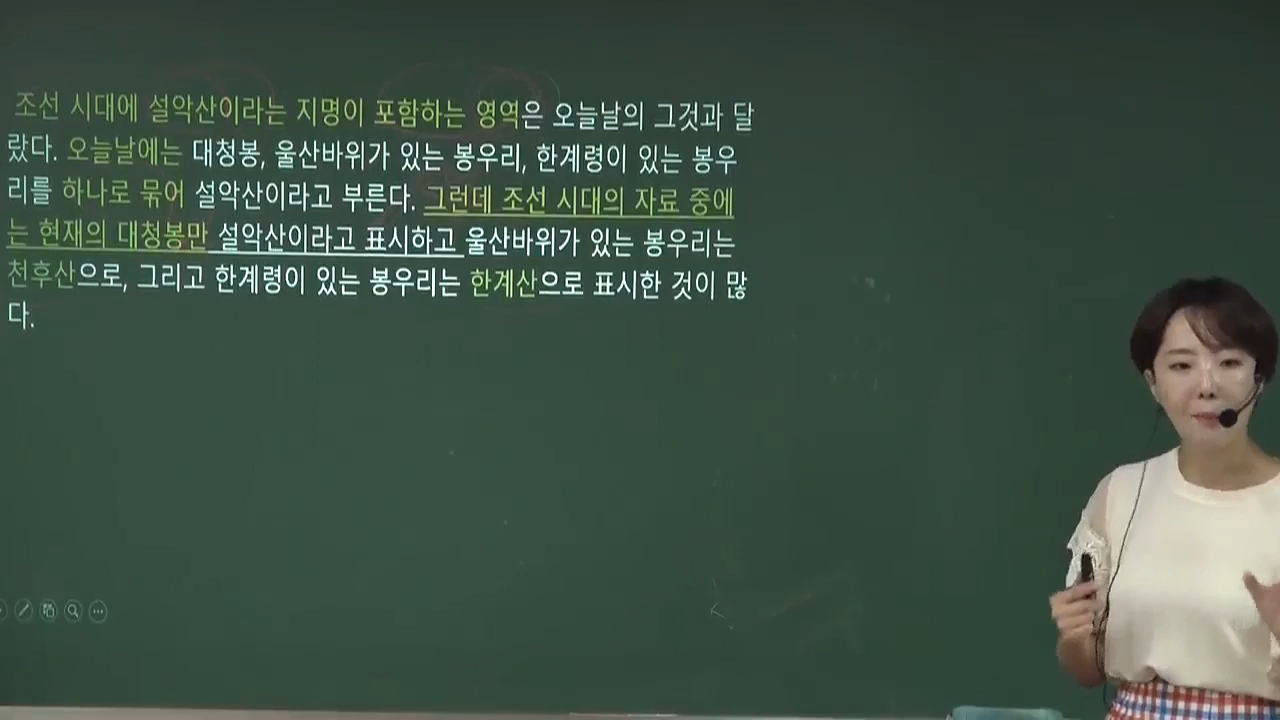 조선 시대에 설악산이라는 지명이 포함하는 영역은 오늘날의 그것과 달
랐다. 오늘날에는 대청봉, 울산바위가 있는 봉우리, 한계령이 있는 봉우
리를 하나로 묶어 설악산이라고 부른다. 그런데 조선 시대의 자료 중에
는 현재의 대청봉만 설악산이라고 표시하고 울산바위가 있는 봉우리는
천후산으로, 그리고 한계령이 있는 봉우리는 한계산으로 표시한 것이 많
다.